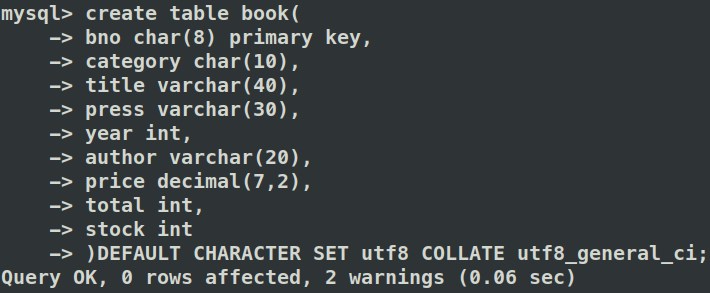 mysql> create table book(
    -> bno char(8) primary key,
    -> category char(10),
    -> title varchar(40),
    -> press varchar(30),
    -> year int,
    -> author varchar(20),
    -> price decimal(7,2),
    -> total int,
    -> stock int
    -> )DEFAULT CHARACTER SET utf8 COLLATE utf8_general_ci;
Query OK, 0 rows affected, 2 warnings (0.06 sec)